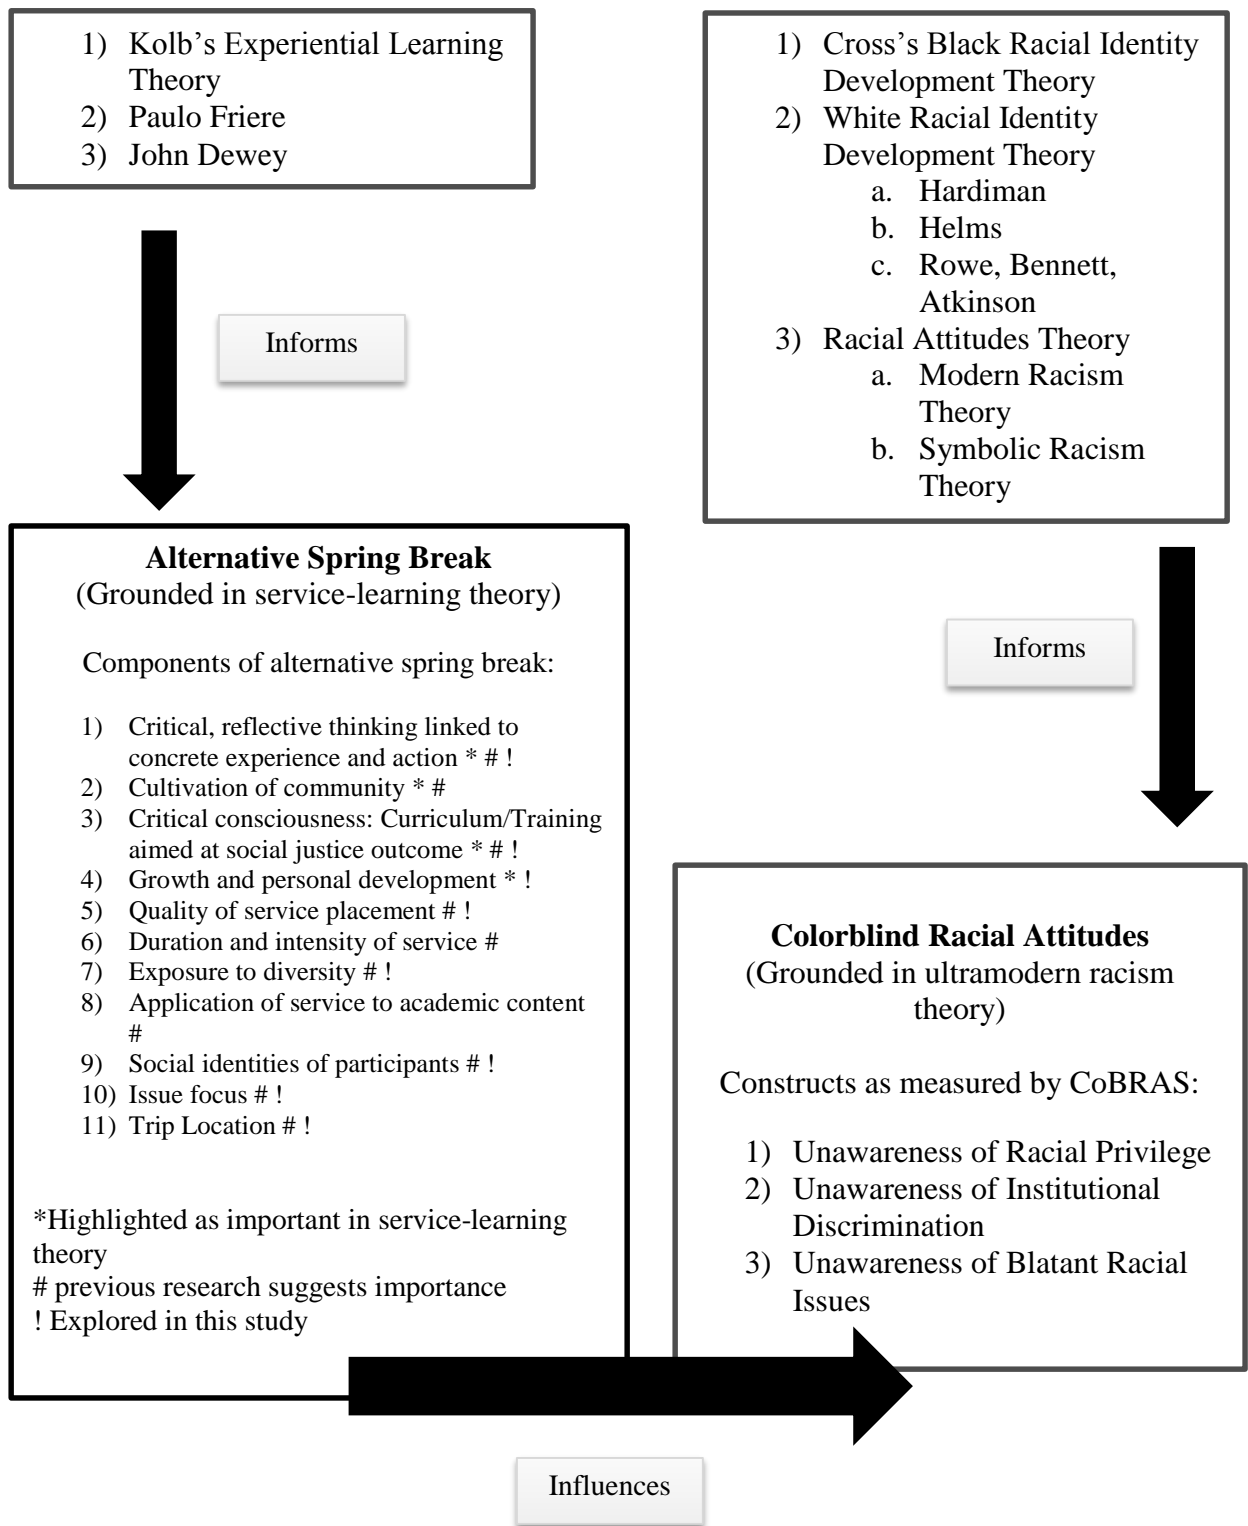 1) Kolb's Experiential Learning
Theory
2) Paulo Friere
3) John Dewey
1) Cross's Black Racial Identity
Development Theory
2) White Racial Identity
Development Theory
a. Hardiman
b. Helms
c. Rowe, Bennett,
Atkinson
3) Racial Attitudes Theory
a. Modern Racism
Theory
b. Symbolic Racism
Theory
Informs
Informs
Alternative Spring Break
(Grounded in service-learning theory)
Components of alternative spring break:
1) Critical, reflective thinking linked to
concrete experience and action * # !
2) Cultivation of community * #
3) Critical consciousness: Curriculum/Training
aimed at social justice outcome * # !
4) Growth and personal development * !
5) Quality of service placement # !
6) Duration and intensity of service #
7) Exposure to diversity # !
8) Application of service to academic content
#
9) Social identities of participants # !
10) Issue focus # !
11) Trip Location # !
*Highlighted as important in service-learning
theory
# previous research suggests importance
! Explored in this study
Colorblind Racial Attitudes
(Grounded in ultramodern racism
theory)
Constructs as measured by CoBRAS:
1) Unawareness of Racial Privilege
2) Unawareness of Institutional
Discrimination
3) Unawareness of Blatant Racial
Issues
Influences